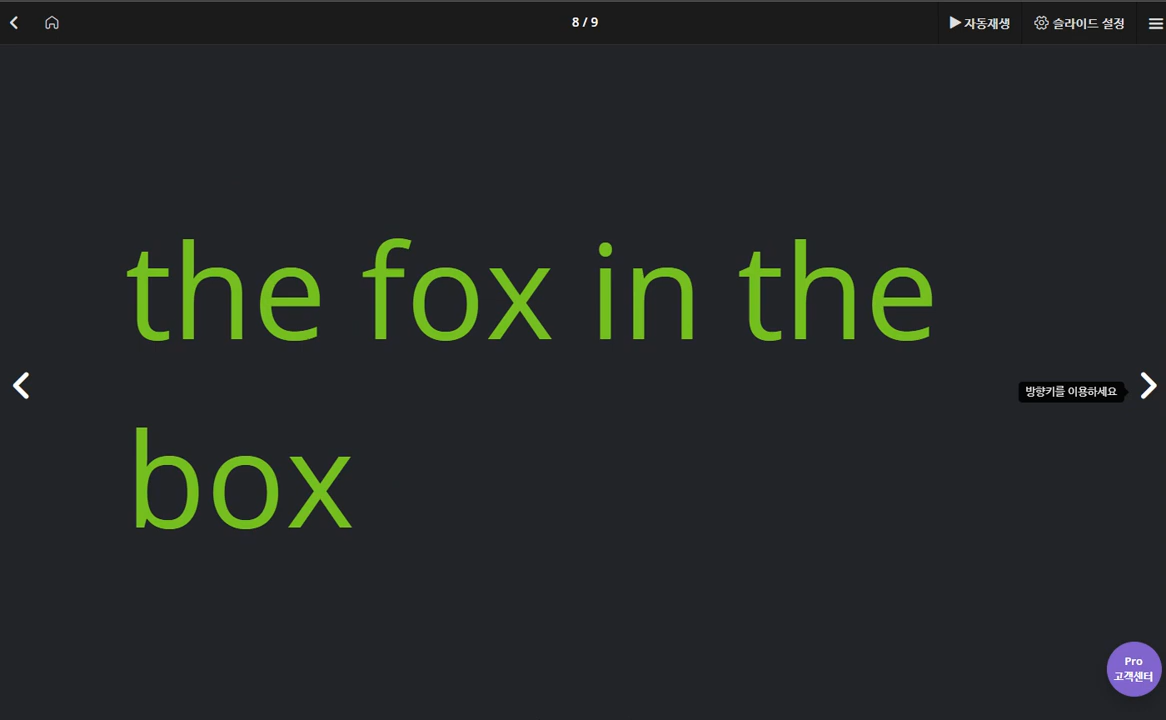 8 / 9
자동재생
슬라이드 설정
the fox in the
box
방향키를 이용하세요
Pro
고객센터